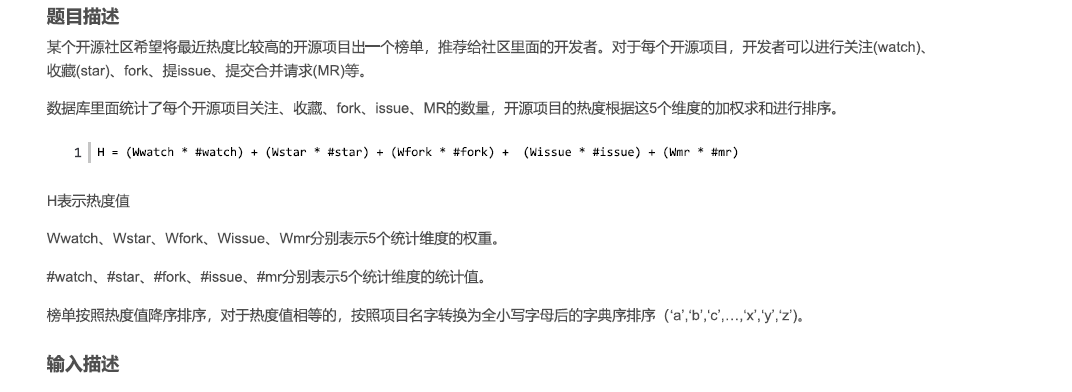 题目描述
某个开源社区希望将最近热度比较高的开源项目出一个榜单，推荐给社区里面的开发者。对于每个开源项目，开发者可以进行关注(watch)、
收藏(star)、fork、提issue、提交合并请求(MR)等。
数据库里面统计了每个开源项目关注、收藏、fork、issue、MR的数量，开源项目的热度根据这5个维度的加权求和进行排序。
1 H = (Wwatch * #watch) + (Wstar * #star) + (Wfork * #fork) +  (Wissue * #issue) + (Wmr * #mr)
H表示热度值
Wwatch、Wstar、Wfork、Wissue、Wmr分别表示5个统计维度的权重。
#watch、#star、#fork、#issue、#mr分别表示5个统计维度的统计值。
榜单按照热度值降序排序，对于热度值相等的，按照项目名字转换为全小写字母后的字典序排序（‘a’,‘b’,‘c’,…,‘x’,‘y’,‘z’)。
输入描述